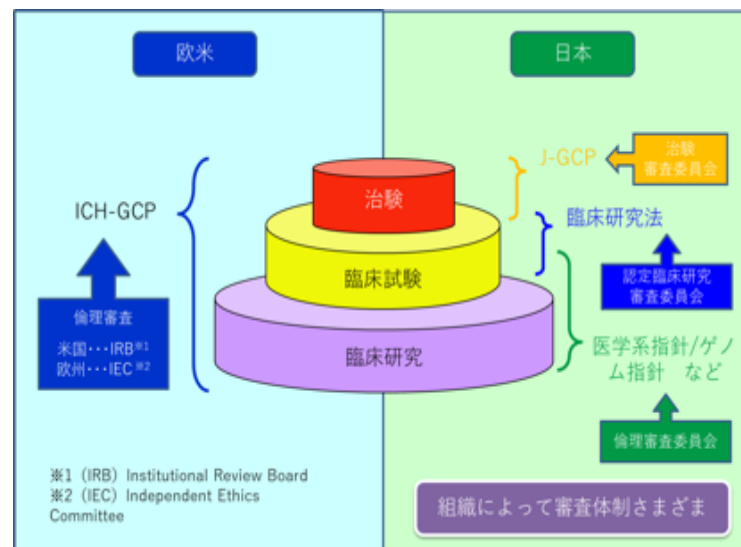 欧米
日本
ICH-GCP
倫理審査
米国・・・IRB※1
欧州・・・IEC※2
治験
臨床試験
臨床研究
J-GCP
治験
審査委員会
臨床研究法
認定臨床研究
審査委員会
医学系指針/ゲノ
ム指針 など
倫理審査委員会
※1 (IRB) Institutional Review Board
※2 (IEC) Independent Ethics
Committee
組織によって審査体制さまざま